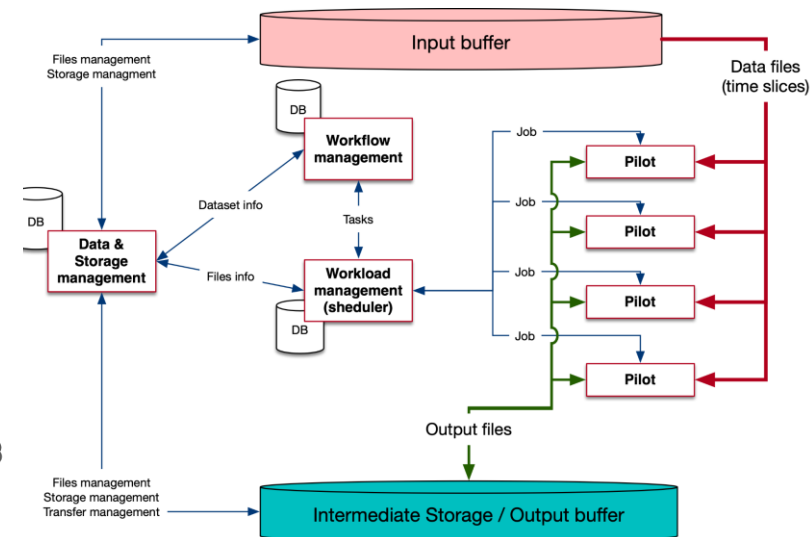 Input buffer
Files management
Storage managment
Data files
(time slices)
DB
Workflow
management
Job
Pilot
Dataset info
DB
Tasks
Job
Pilot
Data &
Storage
management
Files info
Workload
management
(sheduler)
Job
Pilot
DB
Job
Pilot
Output files
Files management
Storage management
Transfer management
Intermediate Storage / Output buffer